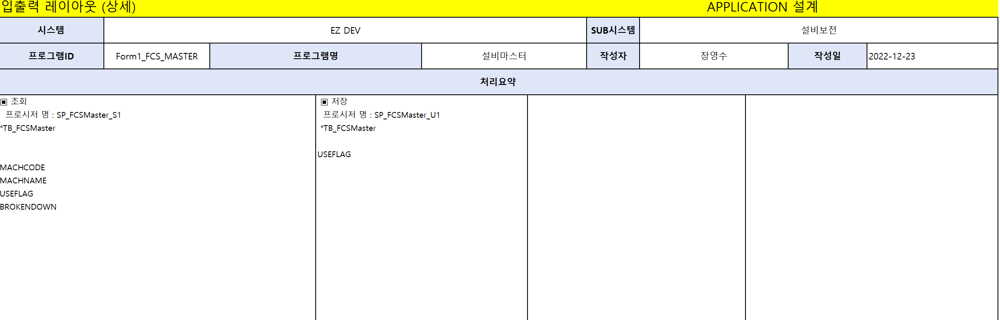 입출력 레이아웃 (상세)
APPLICATION 설계
시스템
EZ DEV
SUB시스템
설비보전
프로그램ID
Form1_FCS_MASTER
프로그램명
설비마스터
작성자
장영수
작성일
2022-12-23
처리요약
▣ 조회
프로시저 명 : SP_FCSMaster_S1
*TB_FCSMaster
MACHCODE
MACHNAME
USEFLAG
BROKENDOWN
▣ 저장
프로시저 명 : SP_FCSMaster_U1
*TB_FCSMaster
USEFLAG